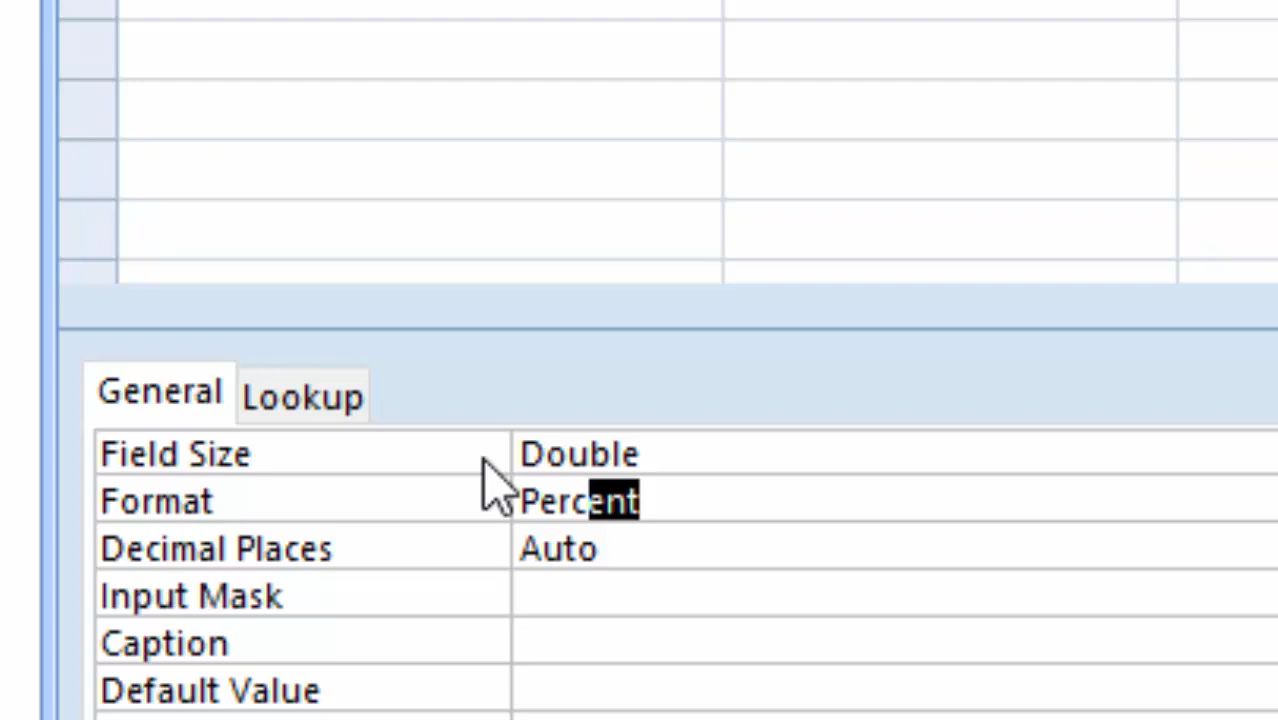 General Lookup
Field Size Double
Format Percent
Decimal Places Auto
Input Mask
Caption
Default Value